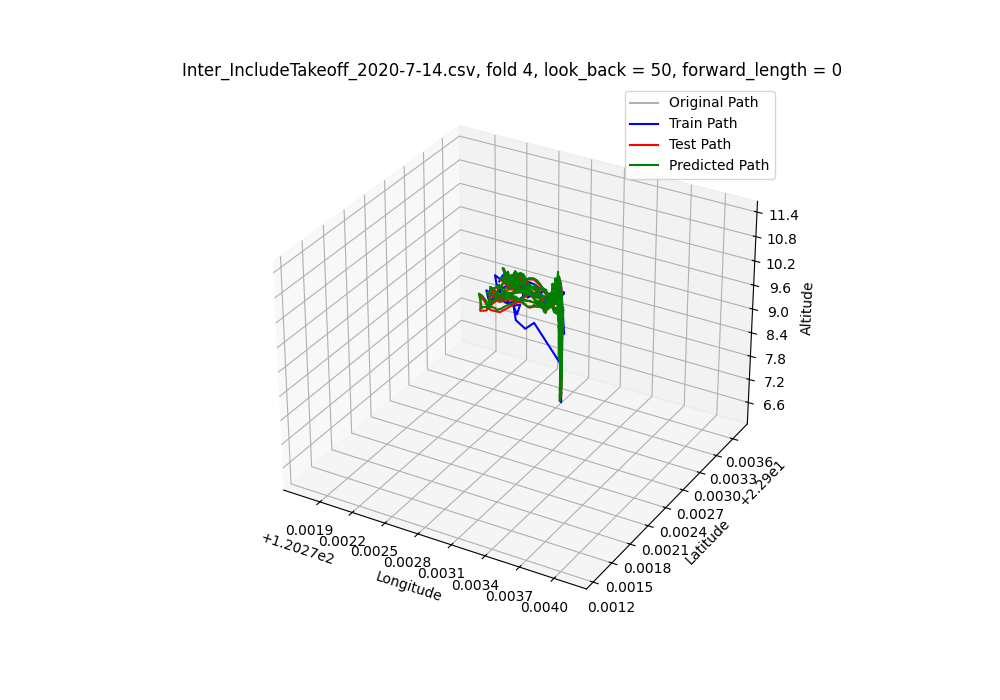 Inter_IncludeTakeoff_2020-7-14.csv, fold 4, look_back = 50, forward_length = 0
Original Path
Train Path
Test Path
Predicted Path
11.4
10.8
10.2
9.6
9.0
8.4
7.8
7.2
6.6
Altitude
0.0036
0.0033
0.0030
0.0027
0.0024
0.0021
0.0018
0.0015
0.0012
+2.29e1
Latitude
0.0019
0.0022
0.0025
0.0028
0.0031
0.0034
0.0037
0.0040
+1.2027e2
Longitude